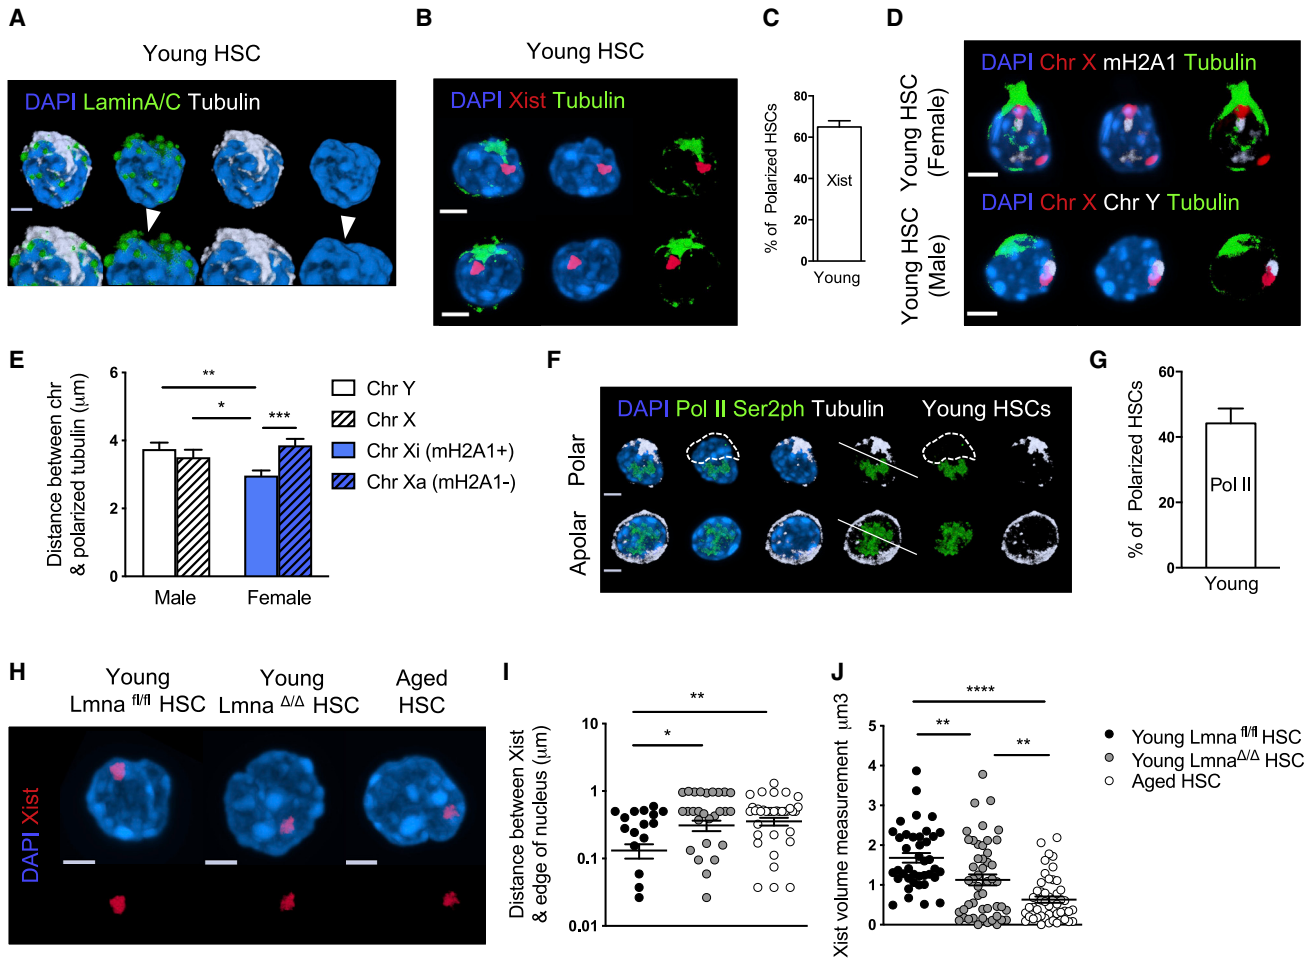 A
Young HSC
DAPI LaminA/C Tubulin
B
Young HSC
DAPI Xist Tubulin
C
% of Polarized HSCs
80
60
40
20
0
Xist
Young
D
Young HSC
(Female)
DAPI Chr X mH2A1 Tubulin
Young HSC
(Male)
DAPI Chr X Chr Y Tubulin
E
Distance between chr
& polarized tubulin (μm)
6
4
2
0
**
*
***
Male
Female
Chr Y
Chr X
Chr Xi (mH2A1+)
Chr Xa (mH2A1-)
F
DAPI Pol II Ser2ph Tubulin
Young HSCs
Polar
Apolar
G
% of Polarized HSCs
60
40
20
0
Pol II
Young
H
Young
Lmna fl/fl HSC
Young
Lmna Δ/Δ HSC
Aged
HSC
DAPI Xist
I
Distance between Xist
& edge of nucleus (μm)
10
1
0.1
0.01
**
*
J
Xist volume measurement μm3
5
4
3
2
1
0
****
**
**
Young Lmna fl/fl HSC
Young Lmna Δ/Δ HSC
Aged HSC